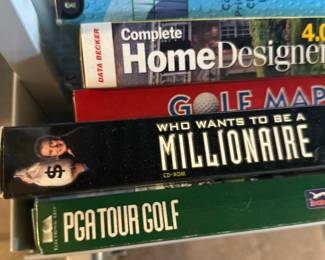 DATA BECKER
Complete
HomeDesigner
4.0
GOLF MAP
WHO WANTS TO BE A
MILLIONAIRE
CD-ROM
$
PGA TOUR GOLF